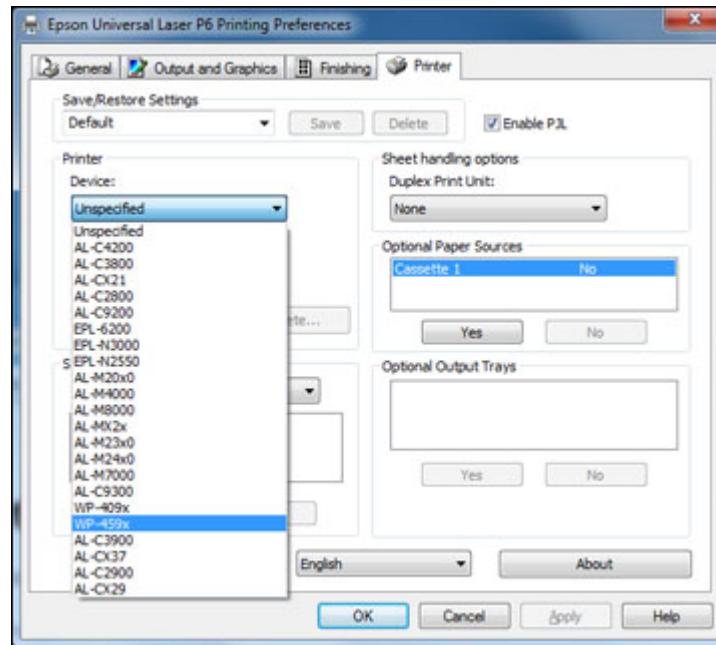 Epson Universal Laser P6 Printing Preferences
General
Output and Graphics
Finishing
Printer
Save/Restore Settings
Default
Save
Delete
Enable PJL
Printer
Device:
Unspecified
Unspecified
AL-C4200
AL-C3800
AL-CX21
AL-C2800
AL-C9200
EPL-6200
EPL-N3000
EPL-N2550
AL-M20x0
AL-M4000
AL-M8000
AL-MX2x
AL-M23x0
AL-M24x0
AL-M7000
AL-C9300
WP-409x
WP-459x
AL-C3900
AL-CX37
AL-C2900
AL-CX29
ete...
S
Sheet handling options
Duplex Print Unit:
None
Optional Paper Sources
Cassette 1 No
Yes No
Optional Output Trays
Yes No
English
About
OK Cancel Apply Help